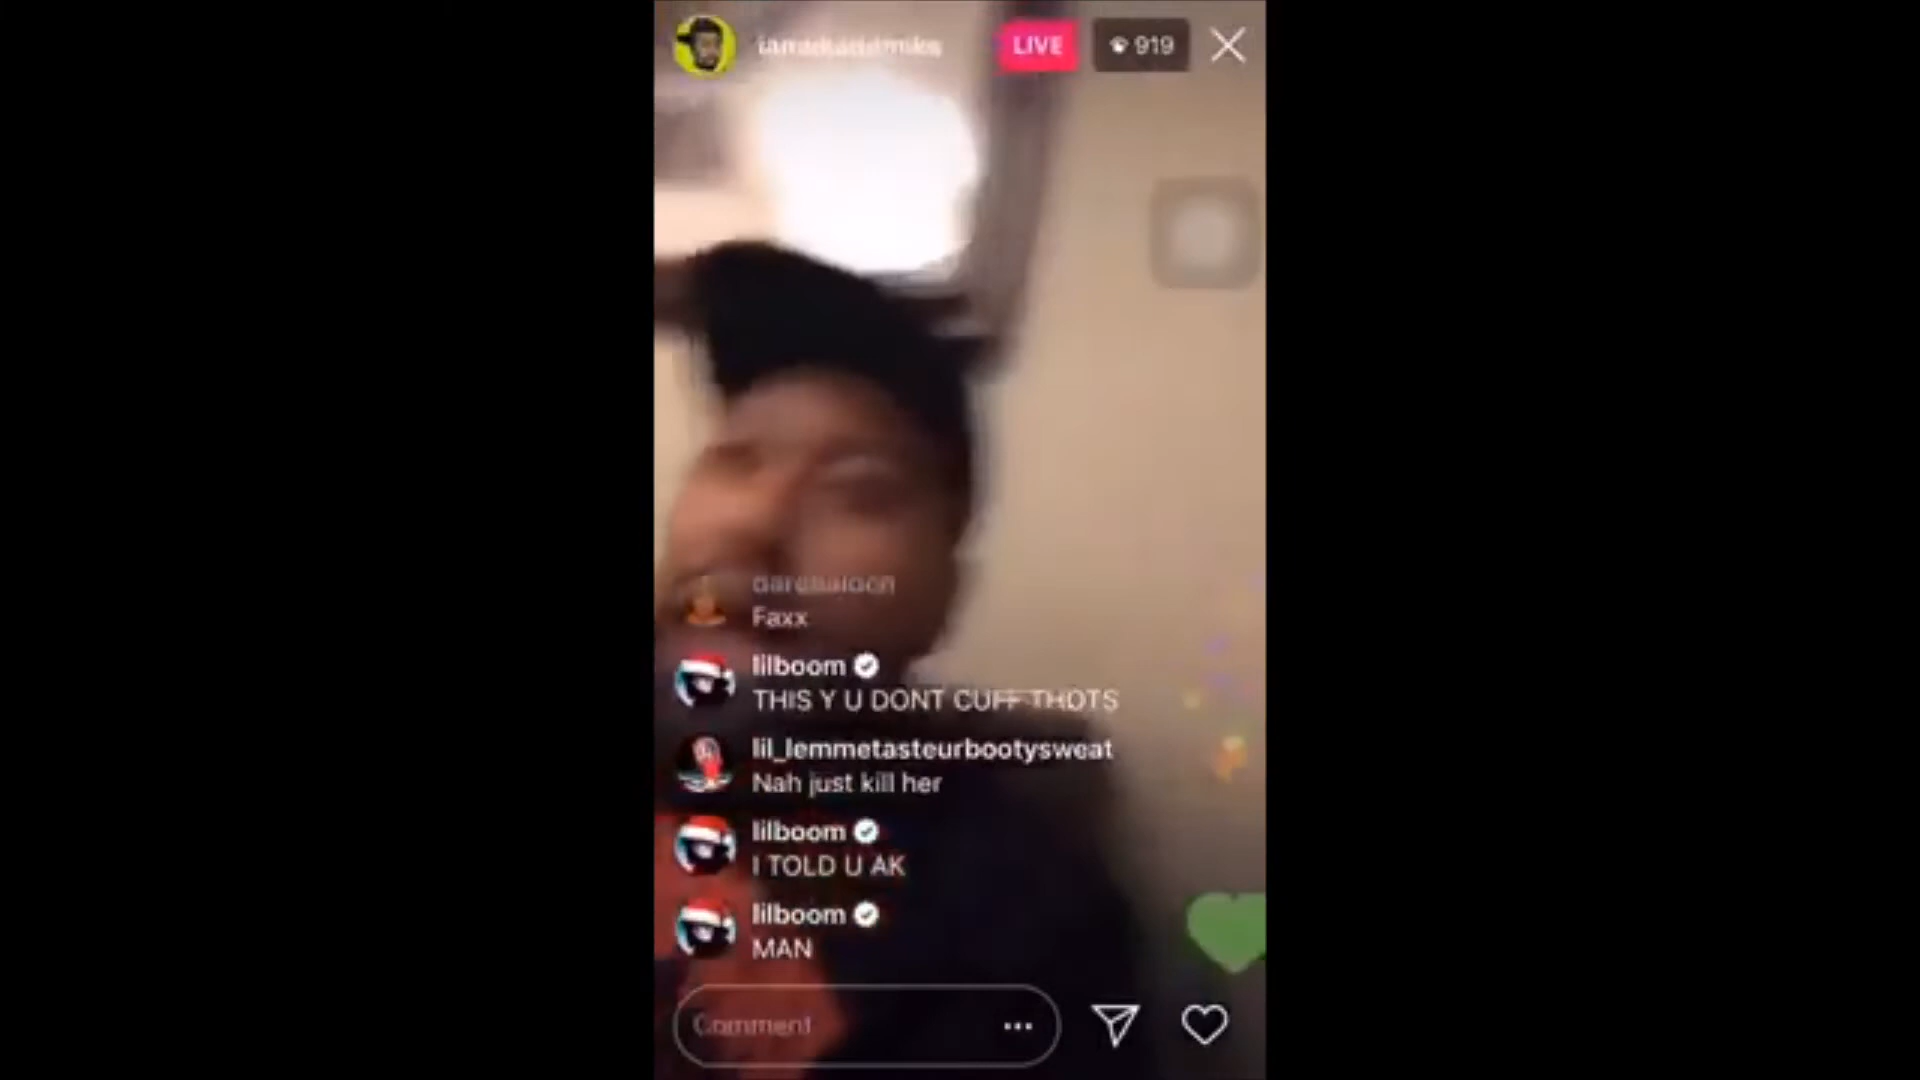 LIVE
919
Faxx
lilboom
THIS Y U DONT CUFF THOTS
lil_lemmetasteurbootysweat
Nah just kill her
lilboom
I TOLD U AK
lilboom
MAN
Comment